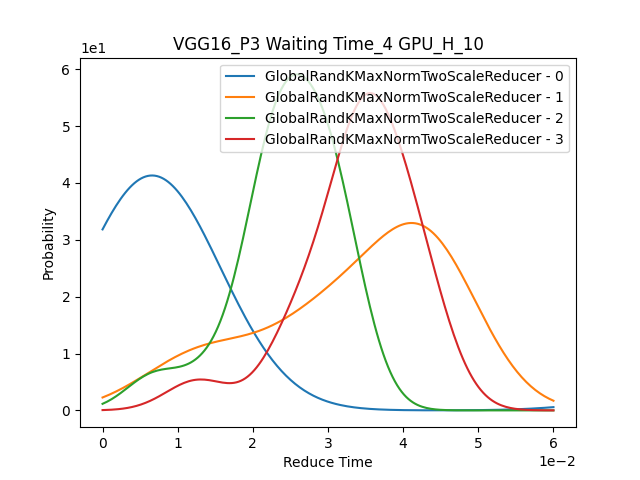 VGG16_P3 Waiting Time_4 GPU_H_10
1e1
GlobalRandKMaxNormTwoScaleReducer - 0
GlobalRandKMaxNormTwoScaleReducer - 1
GlobalRandKMaxNormTwoScaleReducer - 2
GlobalRandKMaxNormTwoScaleReducer - 3
6
5
4
3
2
1
0
Probability
0 1 2 3 4 5 6
Reduce Time
1e−2